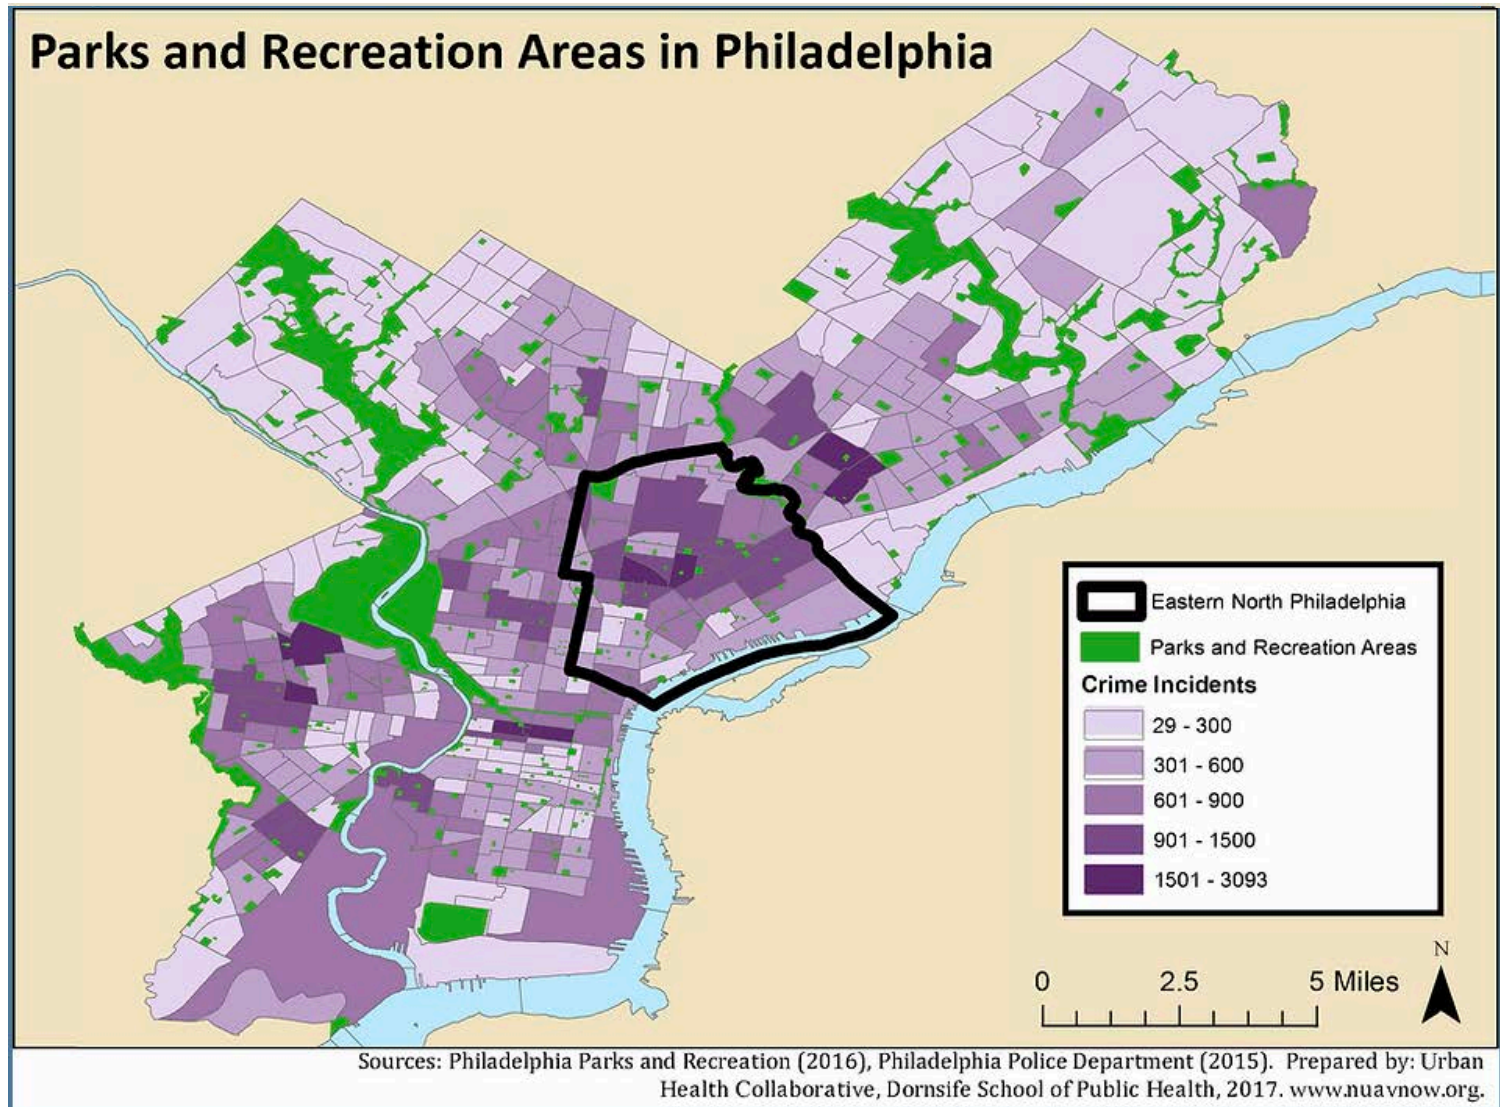 Parks and Recreation Areas in Philadelphia
Eastern North Philadelphia
Parks and Recreation Areas
Crime Incidents
29 - 300
301 - 600
601 - 900
901 - 1500
1501 - 3093
N
0 2.5 5 Miles
Sources: Philadelphia Parks and Recreation (2016), Philadelphia Police Department (2015). Prepared by: Urban
Health Collaborative, Dornsife School of Public Health, 2017. www.nuavnow.org.